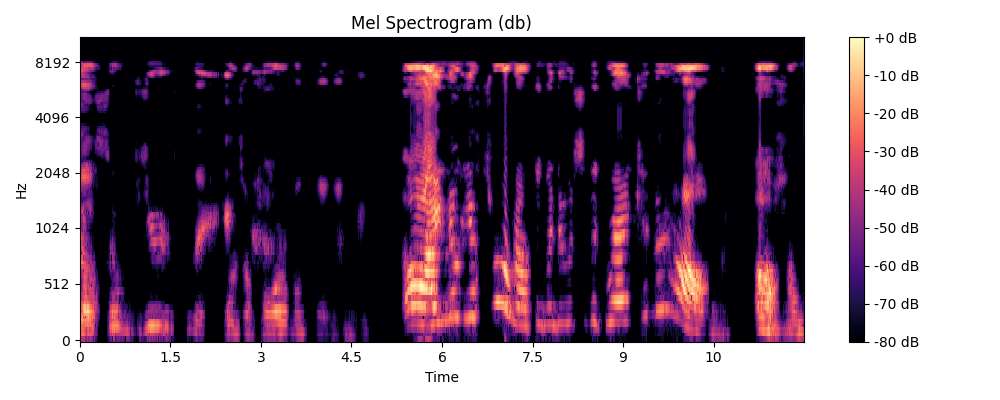 Mel Spectrogram (db)
8192
4096
2048
1024
512
0
Hz
0 1.5 3 4.5 6 7.5 9 10
Time
+0 dB
-10 dB
-20 dB
-30 dB
-40 dB
-50 dB
-60 dB
-70 dB
-80 dB